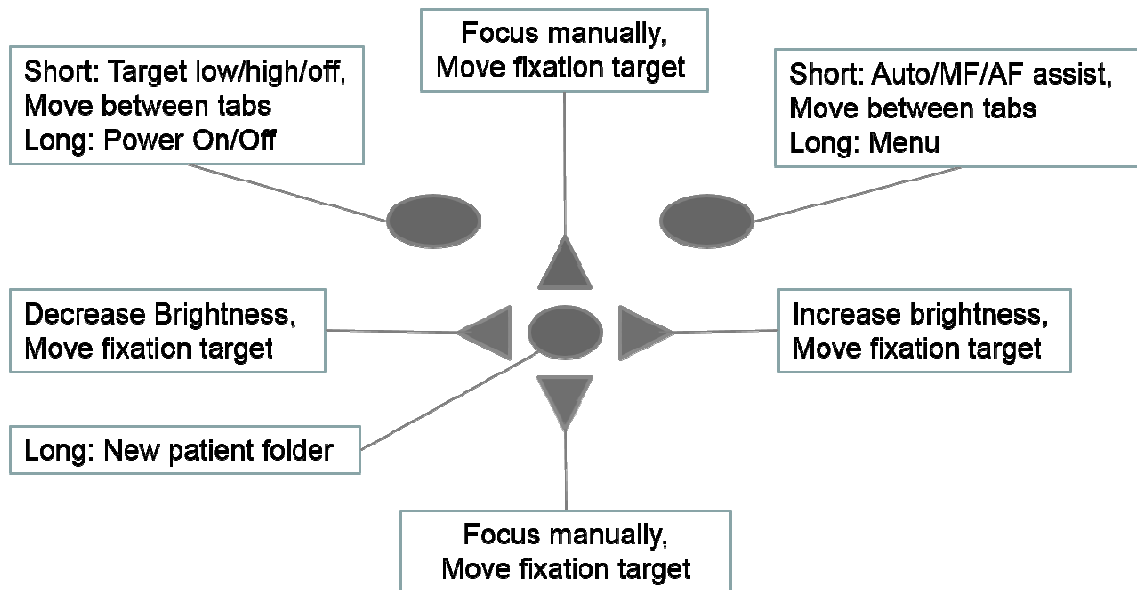 Focus manually,
Move fixation target
Short: Target low/high/off,
Move between tabs
Long: Power On/Off
Short: Auto/MF/AF assist,
Move between tabs
Long: Menu
Decrease Brightness,
Move fixation target
Increase brightness,
Move fixation target
Long: New patient folder
Focus manually,
Move fixation target